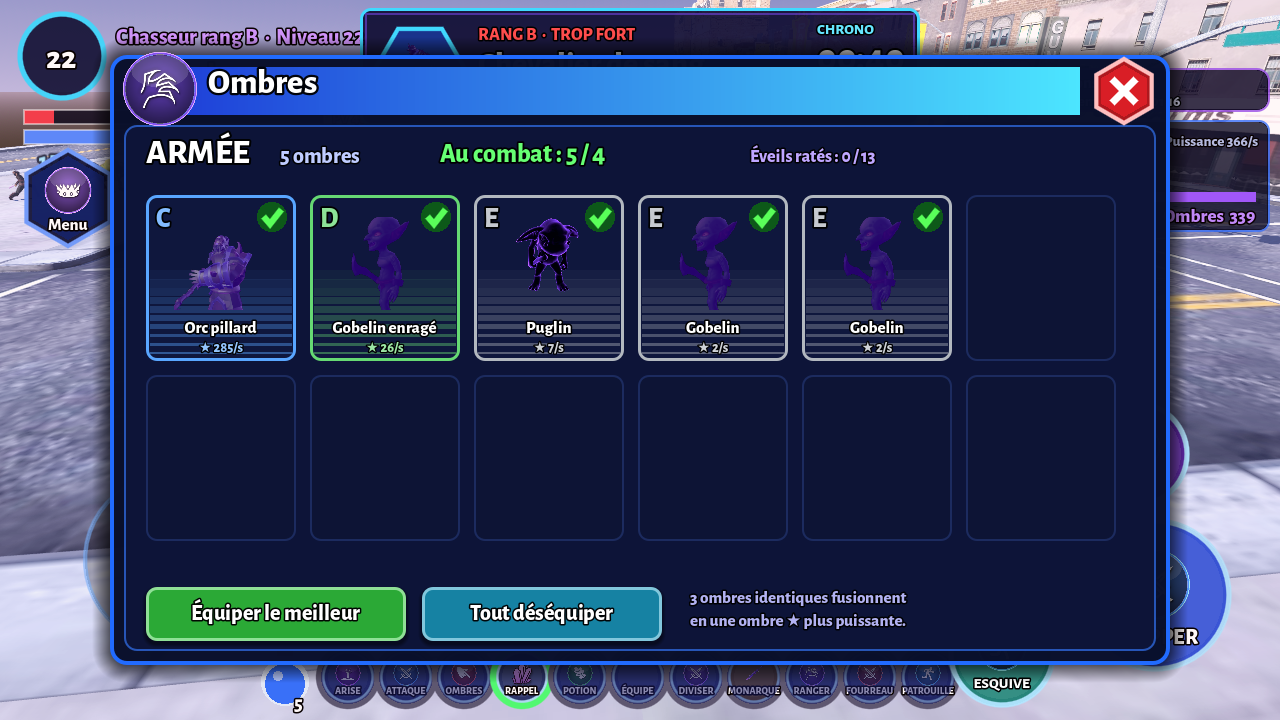 22
Chasseur rang B · Niveau 22
RANG B · TROP FORT
CHRONO
Ombres
Puissance 366/s
Ombres 339
Menu
ARMÉE
5 ombres
Au combat : 5 / 4
Éveils ratés : 0 / 13
C
D
E
E
E
Orc pillard
Gobelin enragé
Puglin
Gobelin
Gobelin
★ 285/s
★ 26/s
★ 7/s
★ 2/s
★ 2/s
Équiper le meilleur
Tout déséquiper
3 ombres identiques fusionnent
en une ombre ★ plus puissante.
5
ARISE
ATTAQUE
OMBRES
RAPPEL
POTION
ÉQUIPE
DIVISER
MONARQUE
RANGER
FOURREAU
PATROUILLE
ESQUIVE